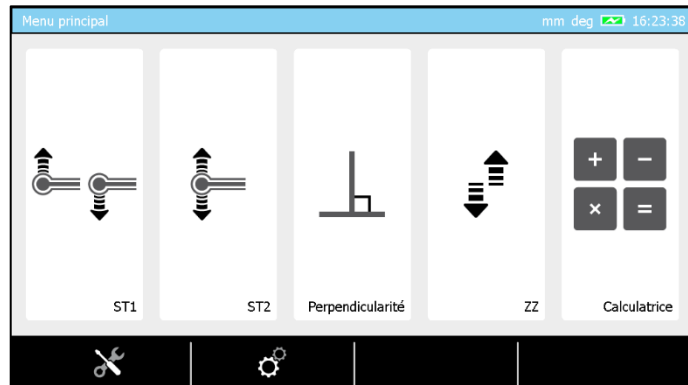 Menu principal mm deg 16:23:38
+ −
× =
ST1 ST2 Perpendicularité ZZ Calculatrice